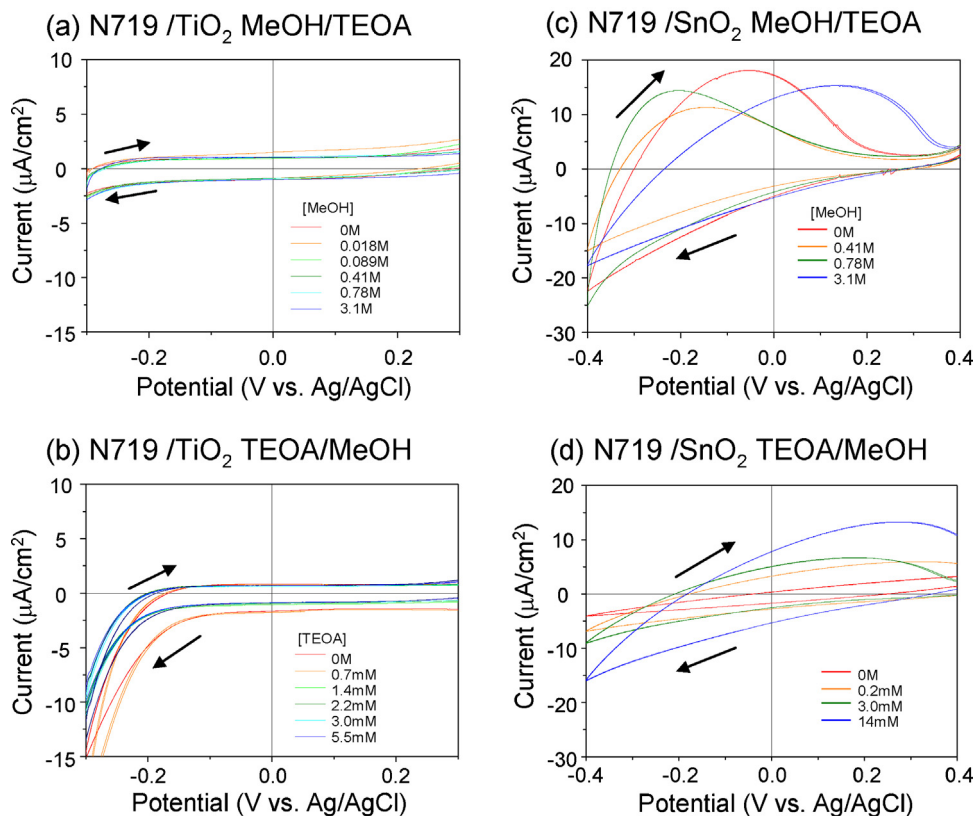 (a) N719 /TiO₂ MeOH/TEOA
10
5
0
-5
-10
-15
Current (μA/cm²)
[MeOH]
0M
0.018M
0.089M
0.41M
0.78M
3.1M
-0.2
0.0
0.2
Potential (V vs. Ag/AgCl)
(c) N719 /SnO₂ MeOH/TEOA
20
10
0
-10
-20
-30
Current (μA/cm²)
[MeOH]
0M
0.41M
0.78M
3.1M
-0.4
-0.2
0.0
0.2
0.4
Potential (V vs. Ag/AgCl)
(b) N719 /TiO₂ TEOA/MeOH
10
5
0
-5
-10
-15
Current (μA/cm²)
[TEOA]
0M
0.7mM
1.4mM
2.2mM
3.0mM
5.5mM
-0.2
0.0
0.2
Potential (V vs. Ag/AgCl)
(d) N719 /SnO₂ TEOA/MeOH
20
10
0
-10
-20
-30
Current (μA/cm²)
0M
0.2mM
3.0mM
14mM
-0.4
-0.2
0.0
0.2
0.4
Potential (V vs. Ag/AgCl)